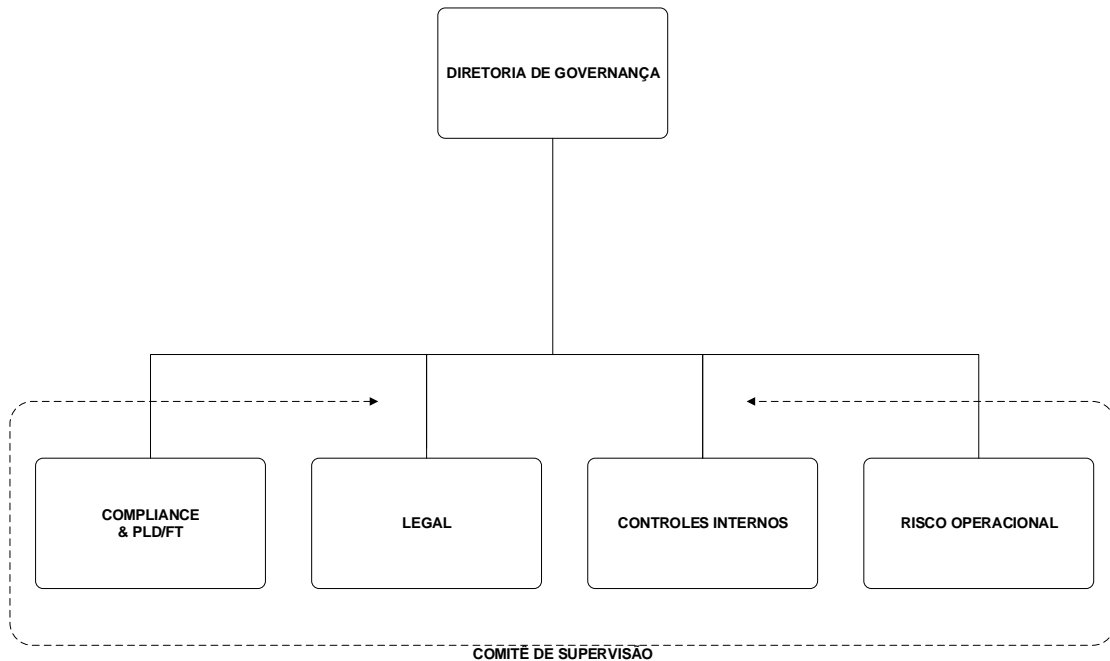 DIRETORIA DE GOVERNANÇA
COMPLIANCE
& PLD/FT
LEGAL
CONTROLES INTERNOS
RISCO OPERACIONAL
COMITÊ DE SUPERVISÃO